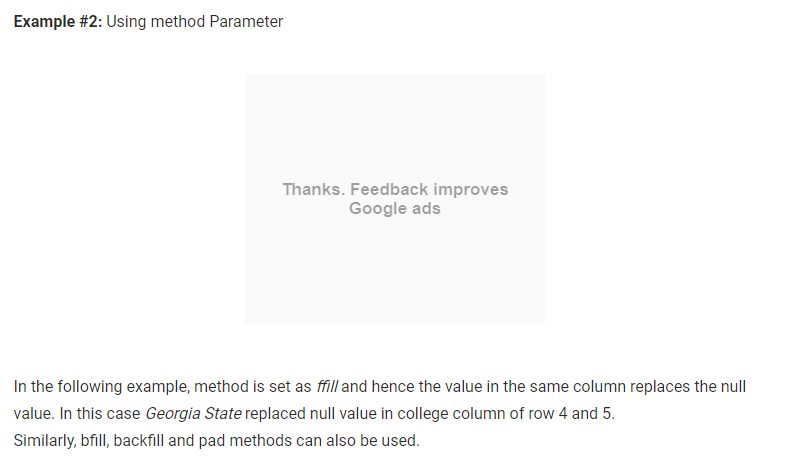 Example #2: Using method Parameter
Thanks. Feedback improves
Google ads
In the following example, method is set as ffill and hence the value in the same column replaces the null
value. In this case Georgia State replaced null value in college column of row 4 and 5.
Similarly, bfill, backfill and pad methods can also be used.